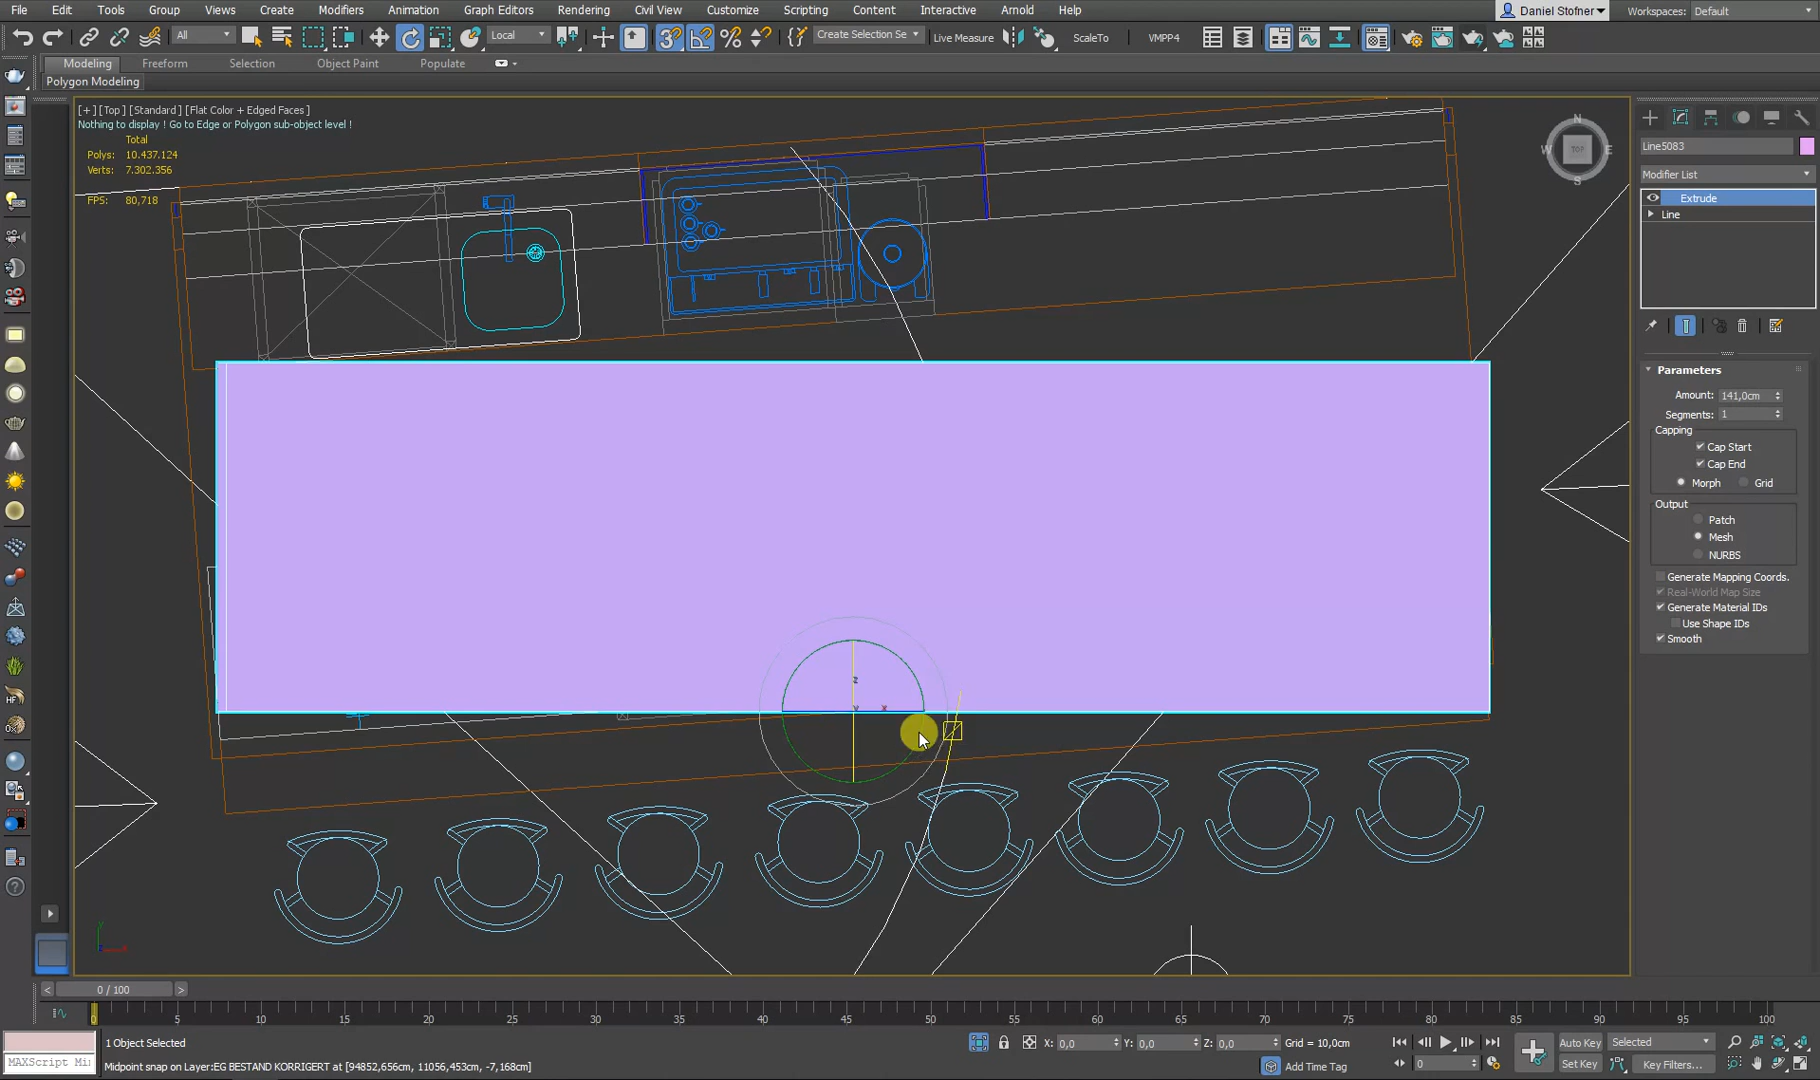 File Edit Tools Group Views Create Modifiers Animation Graph Editors Rendering Civil View Customize Scripting Content Interactive Arnold Help Daniel Stofner Workspaces: Default
All Local Create Selection Se Live Measure ScaleTo VMPP4
Modeling Freeform Selection Object Paint Populate
Polygon Modeling
[+] [Top] [Standard] [Flat Color + Edged Faces]
Nothing to display ! Go to Edge or Polygon sub-object level !
Total
Polys: 10.437.124
Verts: 7.302.356
FPS: 80,718
N
W TOP E
S
Line5083
Modifier List
Extrude
Line
Parameters
Amount: 141,0cm
Segments: 1
Capping
Cap Start
Cap End
Morph Grid
Output
Patch
Mesh
NURBS
Generate Mapping Coords.
Real-World Map Size
Generate Material IDs
Use Shape IDs
Smooth
z
y x
HF
0X
< 0 / 100 >
0 5 10 15 20 25 30 35 40 45 50 55 60 65 70 75 80 85 90 95 100
1 Object Selected X: 0,0 Y: 0,0 Z: 0,0 Grid = 10,0cm Auto Key Selected
MAXScript Mi: Midpoint snap on Layer:EG BESTAND KORRIGERT at [94852,656cm, 11056,453cm, -7,168cm] Add Time Tag 0 Set Key Key Filters...